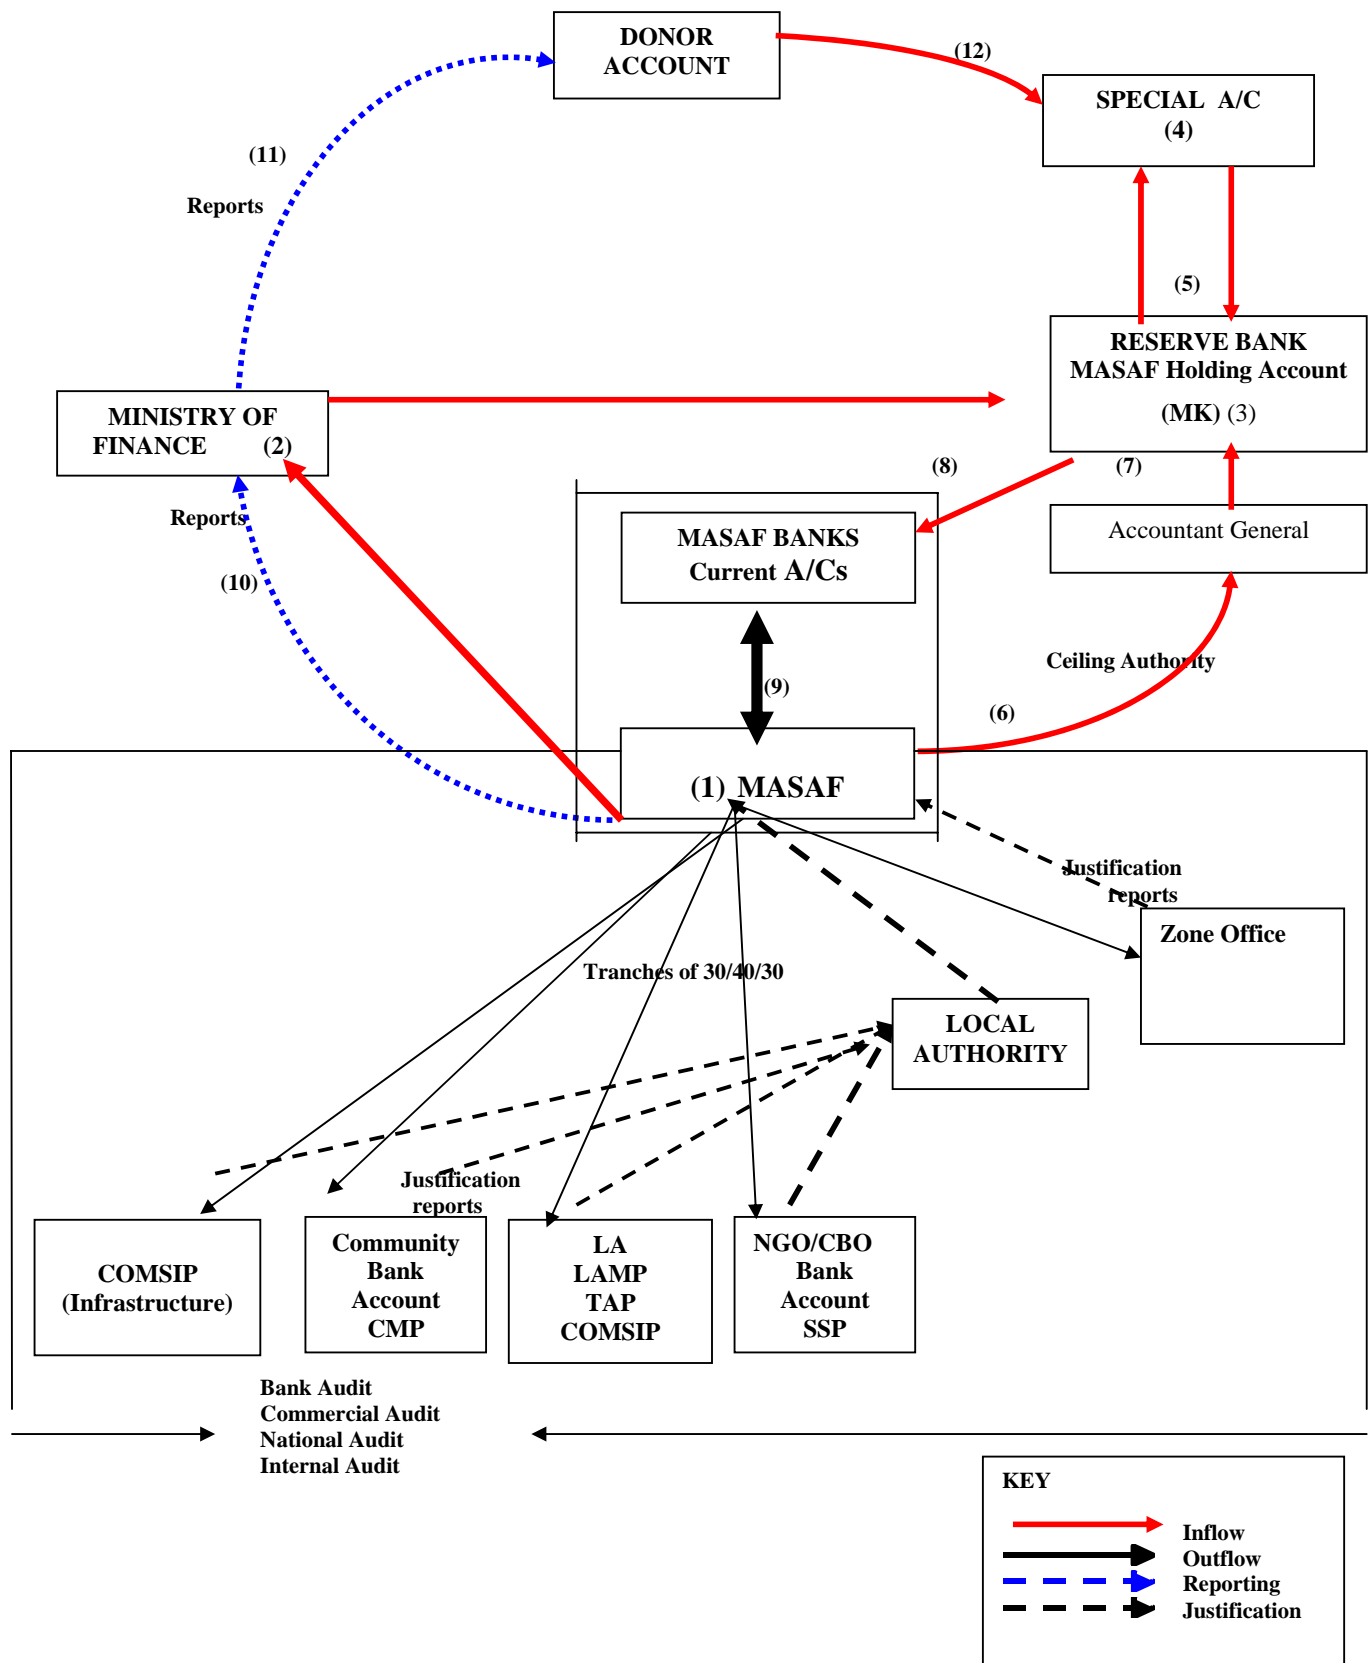 DONOR
ACCOUNT
(12)
SPECIAL A/C
(4)
(11)
Reports
(5)
RESERVE BANK
MASAF Holding Account
(MK) (3)
MINISTRY OF
FINANCE (2)
(8)
(7)
Reports
MASAF BANKS
Current A/Cs
Accountant General
(10)
Ceiling Authority
(9)
(6)
(1) MASAF
Justification
reports
Zone Office
Tranches of 30/40/30
LOCAL
AUTHORITY
Justification
reports
COMSIP
(Infrastructure)
Community
Bank
Account
CMP
LA
LAMP
TAP
COMSIP
NGO/CBO
Bank
Account
SSP
Bank Audit
Commercial Audit
National Audit
Internal Audit
KEY
Inflow
Outflow
Reporting
Justification